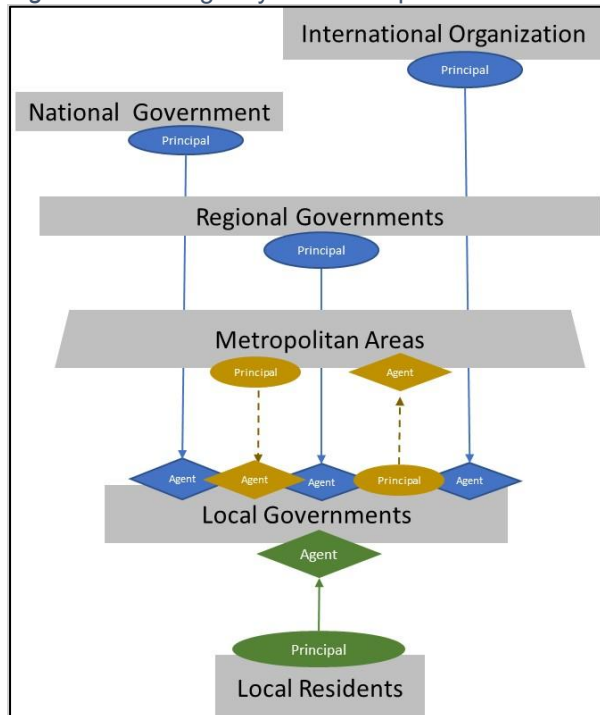 International Organization
Principal
National Government
Principal
Regional Governments
Principal
Metropolitan Areas
Principal
Agent
Agent
Agent
Agent
Principal
Agent
Local Governments
Agent
Principal
Local Residents